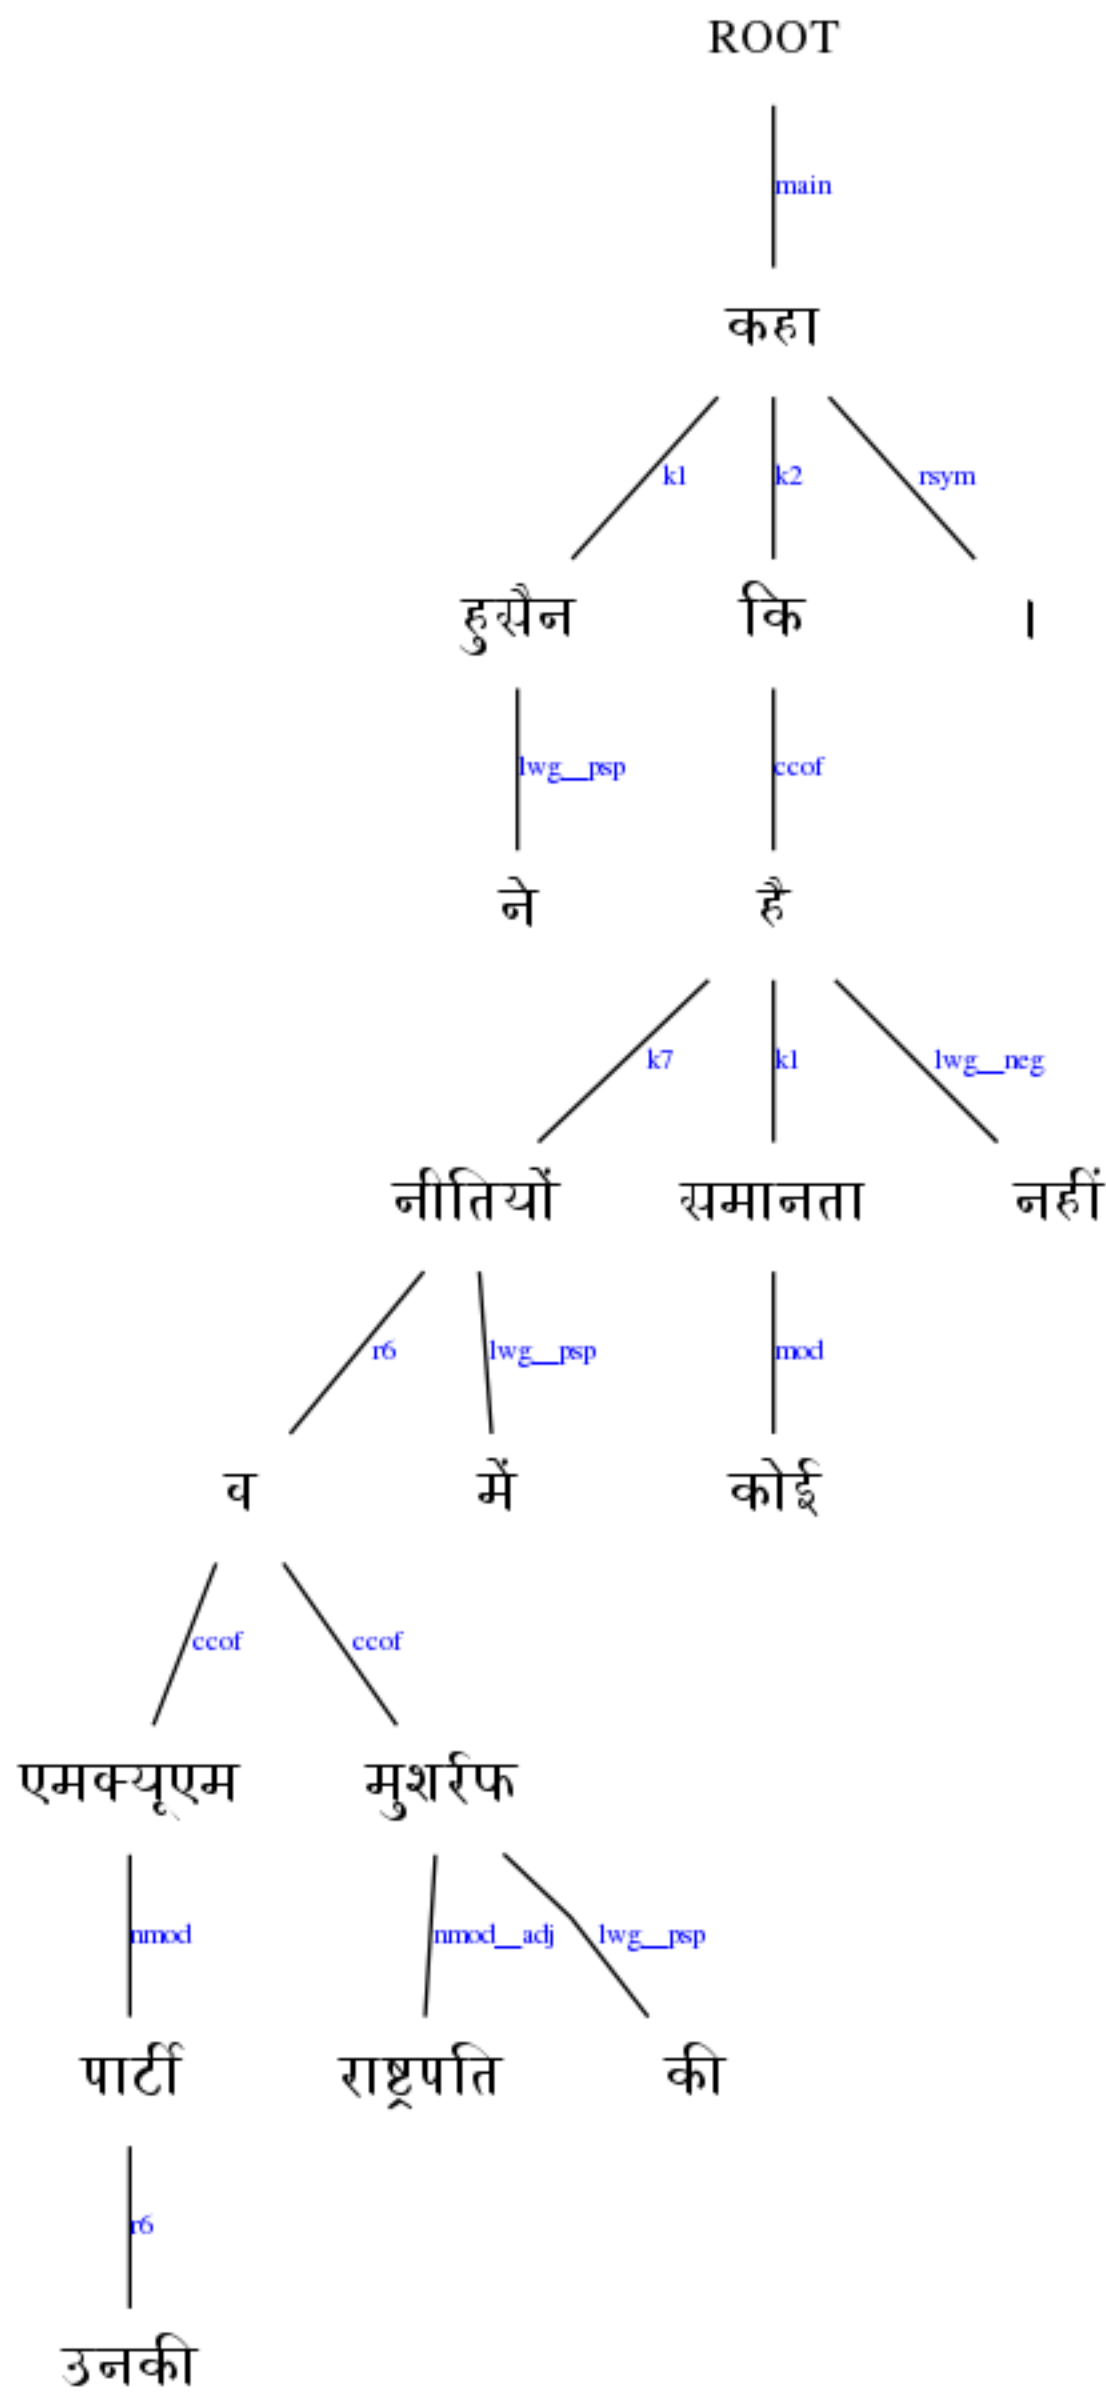 ROOT
main
कहा
k1 k2 rsym
हुसैन कि ।
lwg__psp ccof
ने है
k7 k1 lwg__neg
नीतियों समानता नहीं
r6 lwg__psp mod
व में कोई
ccof ccof
एमक्यूएम मुशर्रफ
nmod nmod__adj lwg__psp
पार्टी राष्ट्रपति की
r6
उनकी